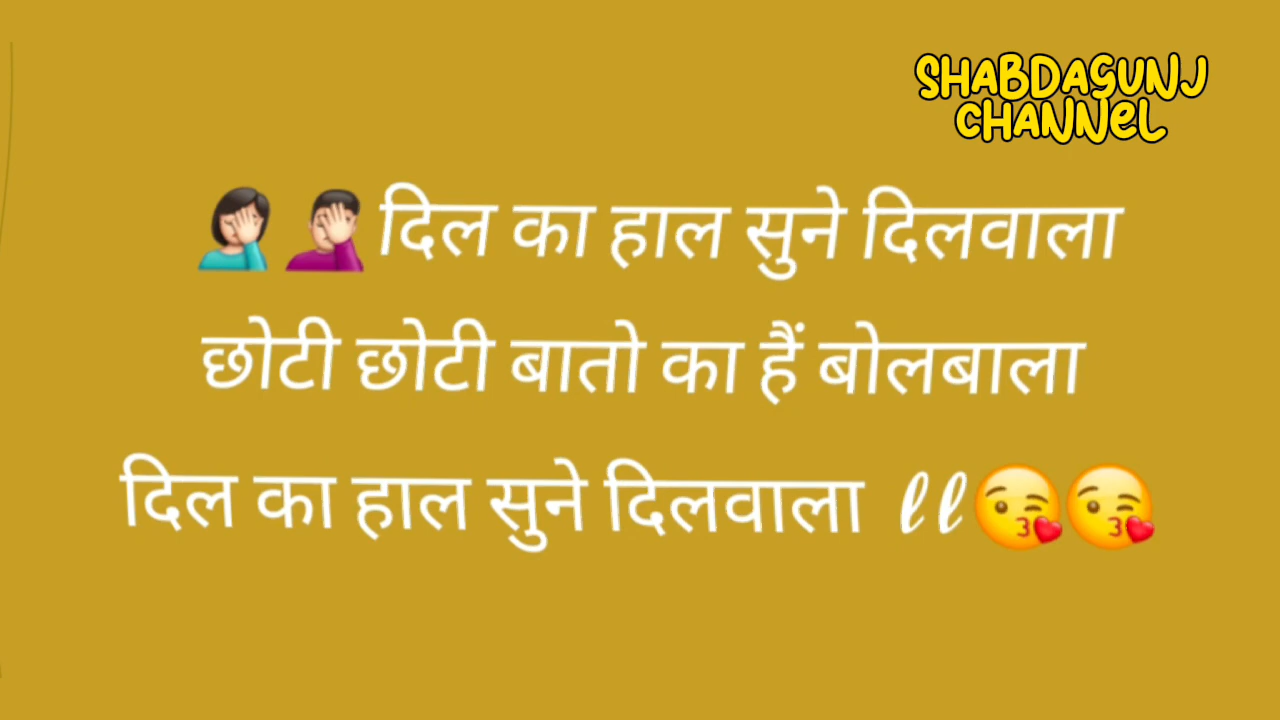 SHABDAGUNJ
CHANNEL
🤦🏻‍♀️🤦🏻‍♂️दिल का हाल सुने दिलवाला
छोटी छोटी बातो का हैं बोलबाला
दिल का हाल सुने दिलवाला ℓℓ😘😘